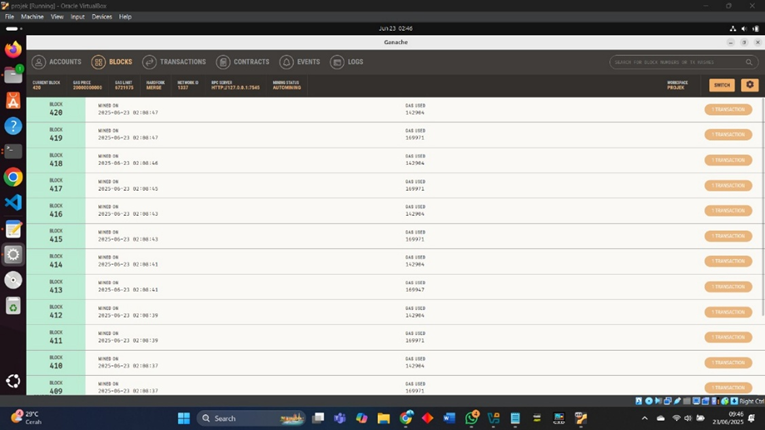 projek [Running] - Oracle VirtualBox
File Machine View Input Devices Help
Jun 23 02:46
Ganache
ACCOUNTS BLOCKS TRANSACTIONS CONTRACTS EVENTS LOGS
SEARCH FOR BLOCK NUMBERS OR TX HASHES
CURRENT BLOCK GAS PRICE GAS LIMIT HARDFORK NETWORK ID RPC SERVER MINING STATUS WORKSPACE
420 20000000000 6721975 MERGE 1337 HTTP://127.0.0.1:7545 AUTOMINING PROJEK SWITCH
BLOCK MINED ON GAS USED
420 2025-06-23 02:00:47 142904 1 TRANSACTION
BLOCK MINED ON GAS USED
419 2025-06-23 02:00:47 169971 1 TRANSACTION
BLOCK MINED ON GAS USED
418 2025-06-23 02:00:46 142904 1 TRANSACTION
BLOCK MINED ON GAS USED
417 2025-06-23 02:00:45 169971 1 TRANSACTION
BLOCK MINED ON GAS USED
416 2025-06-23 02:00:43 142904 1 TRANSACTION
BLOCK MINED ON GAS USED
415 2025-06-23 02:00:43 169971 1 TRANSACTION
BLOCK MINED ON GAS USED
414 2025-06-23 02:00:41 142904 1 TRANSACTION
BLOCK MINED ON GAS USED
413 2025-06-23 02:00:41 169947 1 TRANSACTION
BLOCK MINED ON GAS USED
412 2025-06-23 02:00:39 142904 1 TRANSACTION
BLOCK MINED ON GAS USED
411 2025-06-23 02:00:39 169971 1 TRANSACTION
BLOCK MINED ON GAS USED
410 2025-06-23 02:00:37 142904 1 TRANSACTION
BLOCK MINED ON GAS USED
409 2025-06-23 02:00:37 169971 1 TRANSACTION
Right Ctrl
29°C
Cerah
Search
09:46
23/06/2025